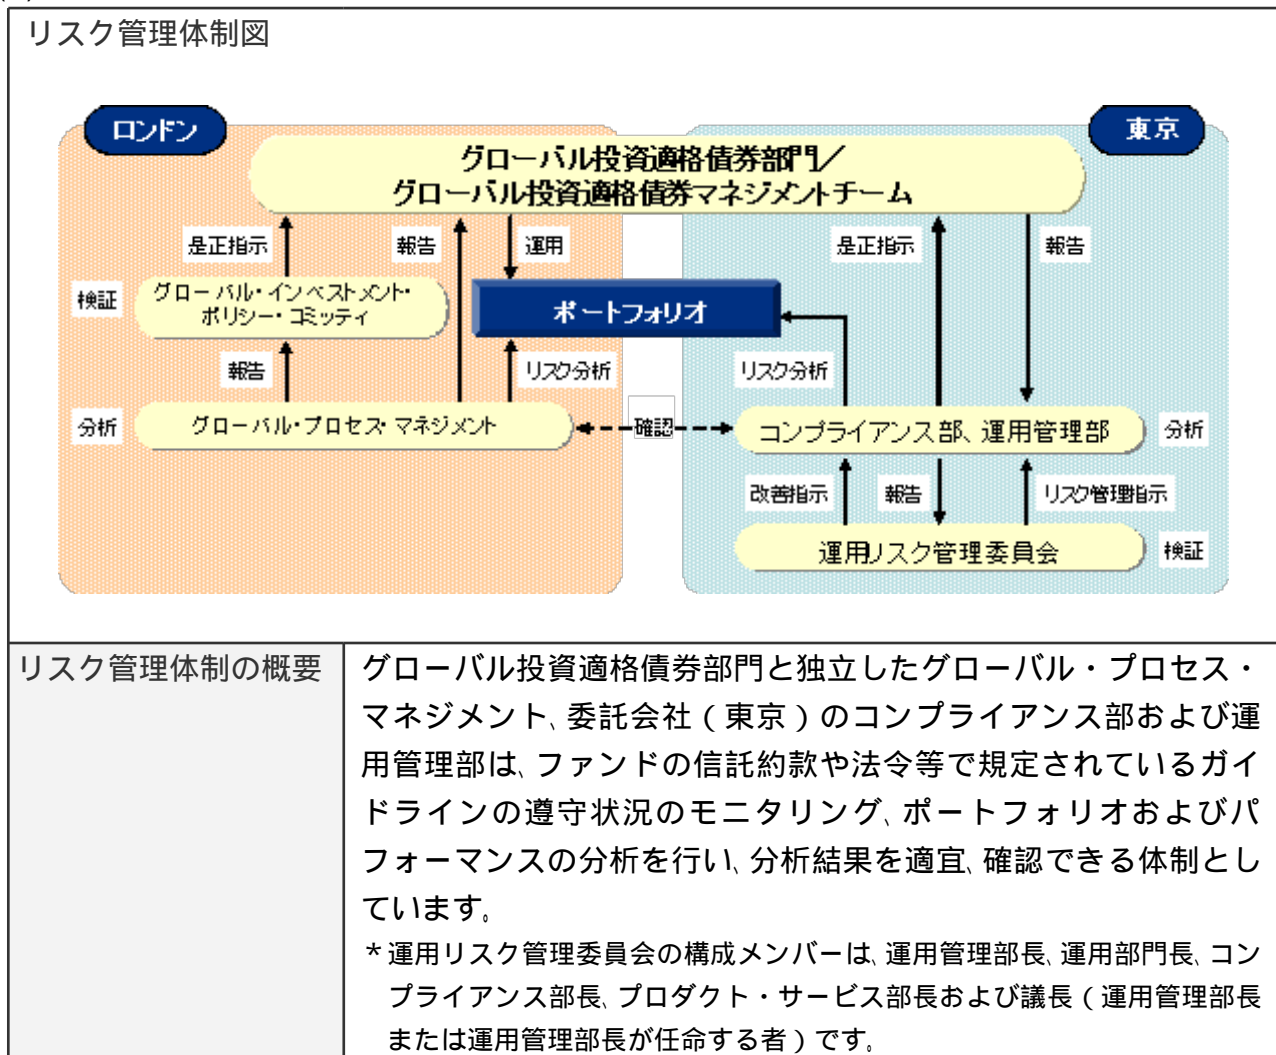 リスク管理体制図
ロンドン
東京
グローバル投資適格債券部門／
グローバル投資適格債券マネジメントチーム
是正指示
報告
運用
是正指示
報告
検証
グローバル・インベストメント・
ポリシー・コミッティ
ポートフォリオ
報告
リスク分析
リスク分析
分析
グローバル・プロセス・マネジメント
確認
コンプライアンス部、運用管理部
分析
改善指示
報告
リスク管理指示
運用リスク管理委員会
検証
リスク管理体制の概要
グローバル投資適格債券部門と独立したグローバル・プロセス・
マネジメント、委託会社（東京）のコンプライアンス部および運
用管理部は、ファンドの信託約款や法令等で規定されているガイ
ドラインの遵守状況のモニタリング、ポートフォリオおよびパ
フォーマンスの分析を行い、分析結果を適宜、確認できる体制とし
ています。
＊運用リスク管理委員会の構成メンバーは、運用管理部長、運用部門長、コン
プライアンス部長、プロダクト・サービス部長および議長（運用管理部長
または運用管理部長が任命する者）です。